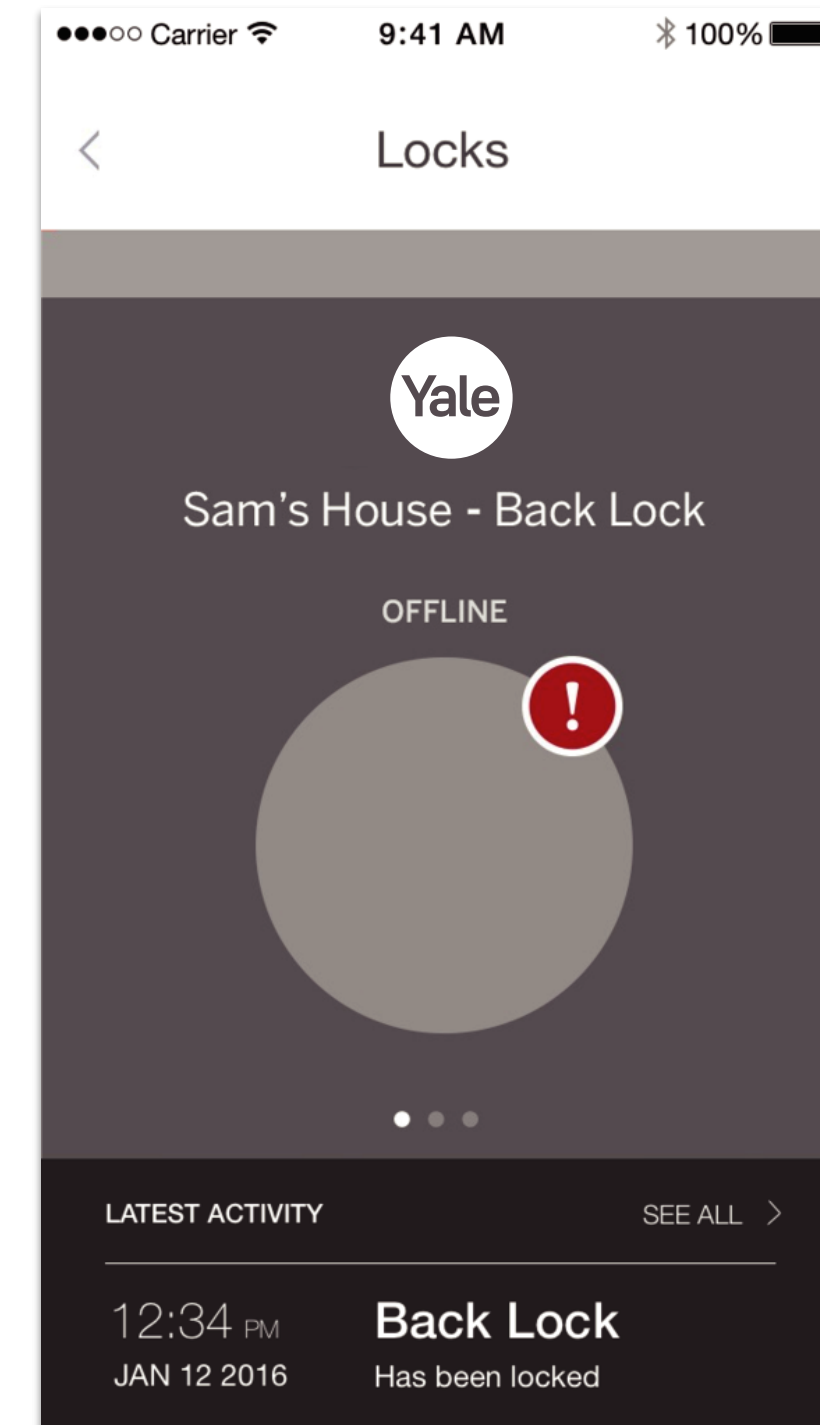 Carrier 9:41 AM 100%
Locks
Yale
Sam's House - Back Lock
OFFLINE
!
LATEST ACTIVITY SEE ALL
12:34 PM Back Lock
JAN 12 2016 Has been locked